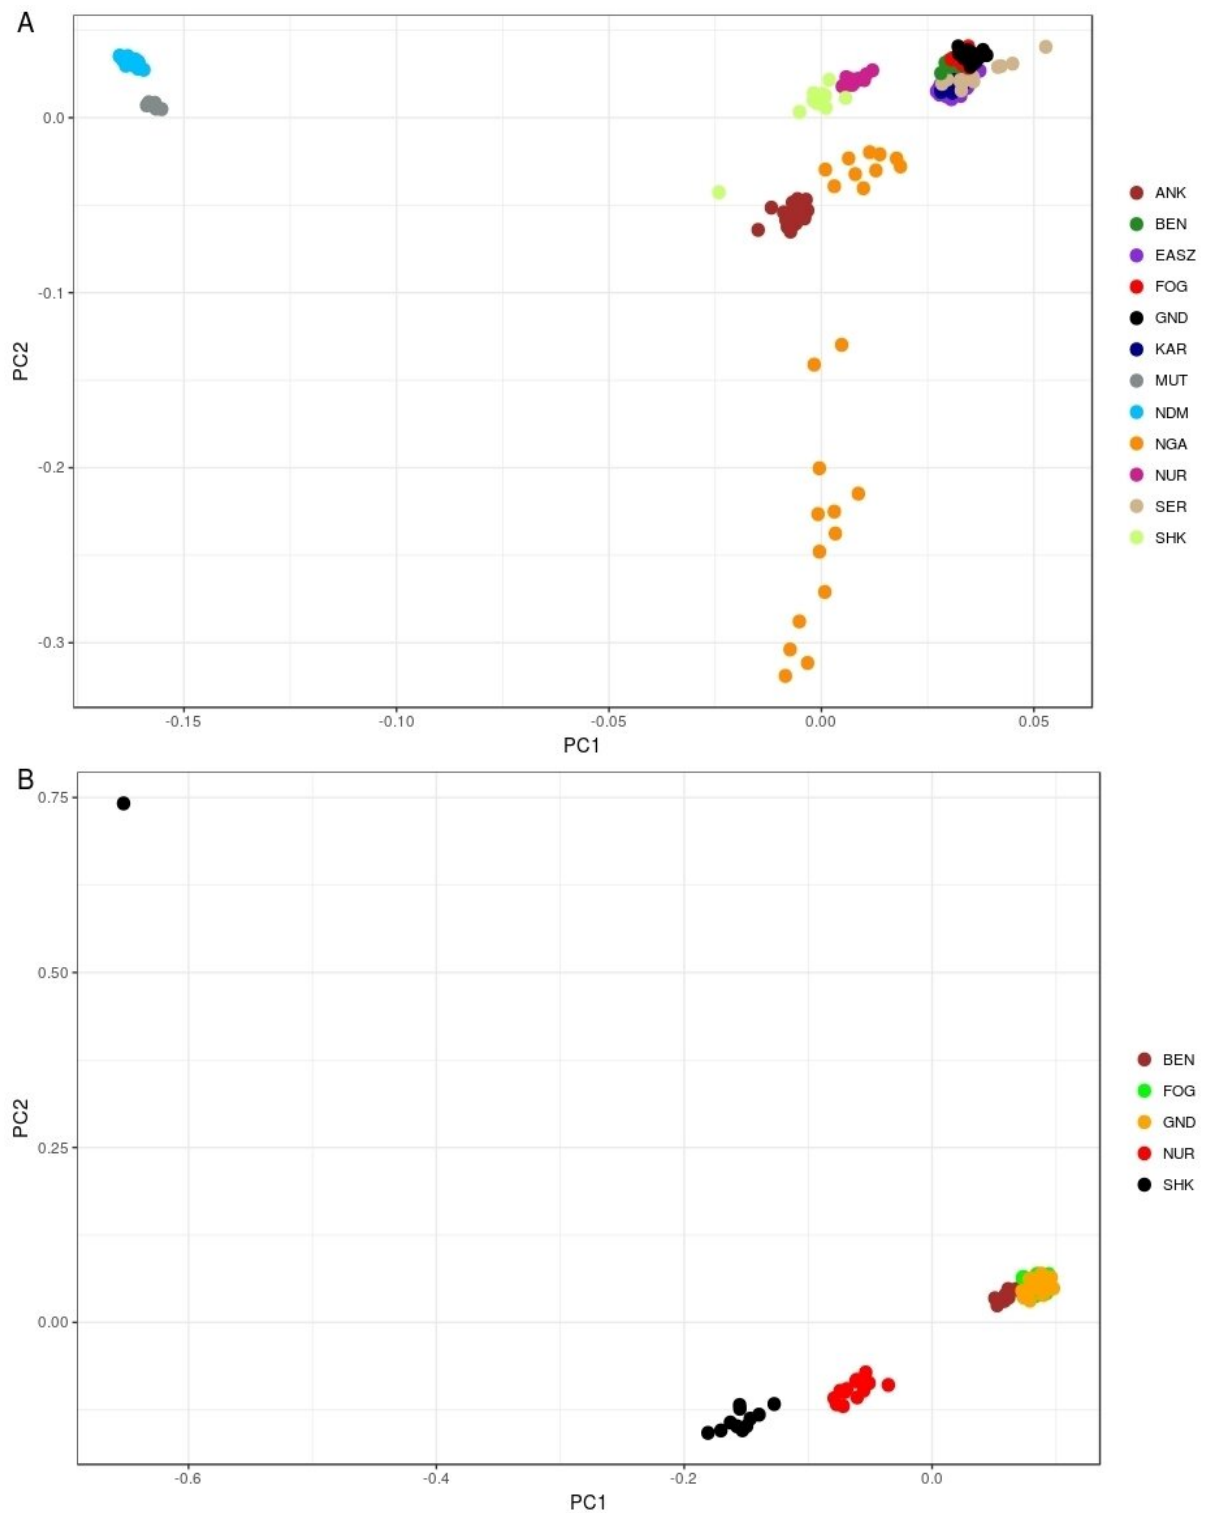 A
0.0
-0.1
-0.2
-0.3
PC2
-0.15
-0.10
-0.05
0.00
0.05
PC1
ANK
BEN
EASZ
FOG
GND
KAR
MUT
NDM
NGA
NUR
SER
SHK
B
0.75
0.50
0.25
0.00
PC2
-0.6
-0.4
-0.2
0.0
PC1
BEN
FOG
GND
NUR
SHK